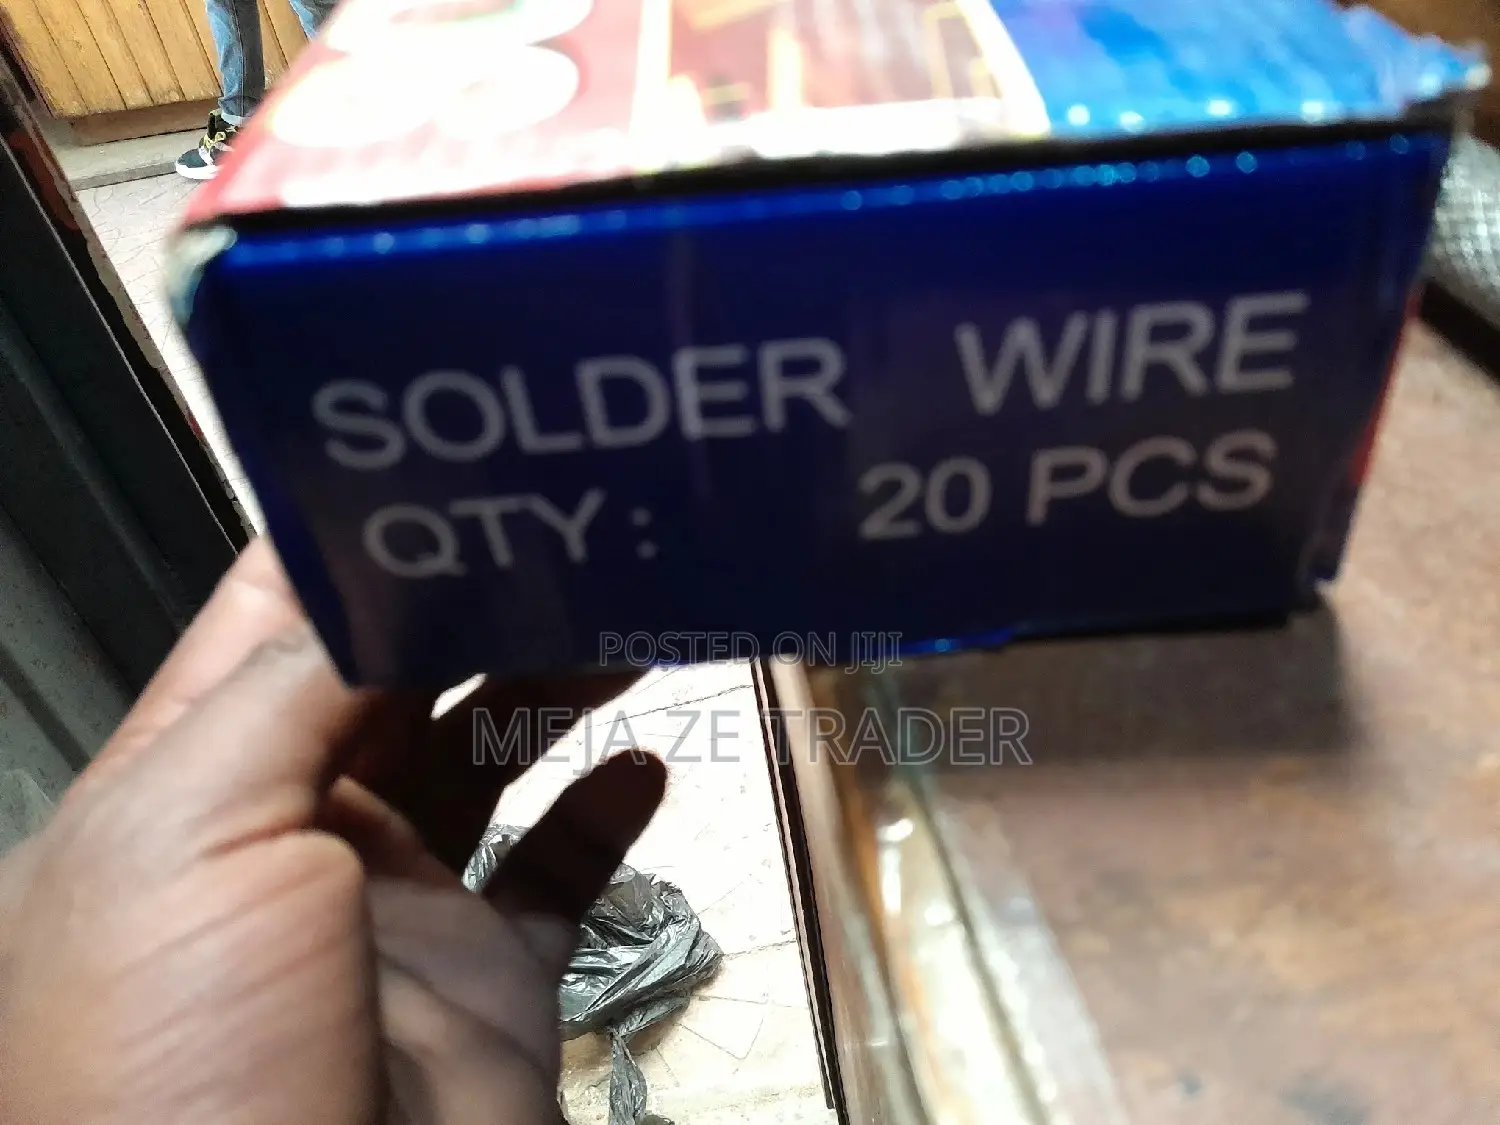 SOLDER WIRE
QTY: 20 PCS
POSTED ON JIJI
MEJA ZE TRADER